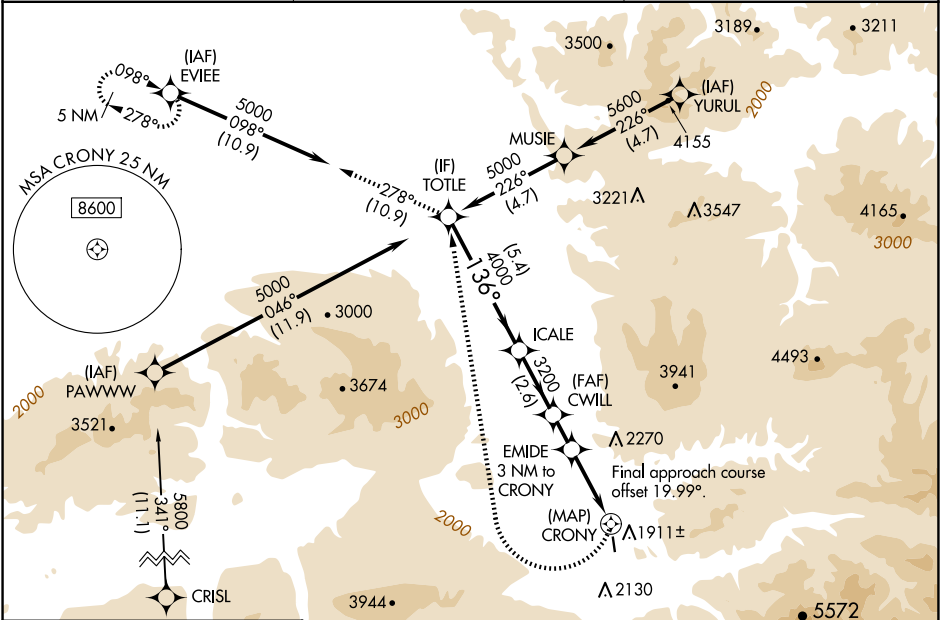 3189
3211
3500
(IAF)
EVIEE
098°
278°
5 NM
5000
098°
(10.9)
(IAF)
YURUL
2000
5600
226°
(4.7)
4155
MUSIE
5000
226°
(4.7)
(IF)
TOTLE
278°
(10.9)
MSA CRONY 25 NM
8600
3221
3547
4165
3000
(5.4)
4000
136°
5000
046°
(11.9)
3000
ICALE
3200
(2.6)
(FAF)
CWILL
3941
4493
(IAF)
PAWWW
2000
3521
3674
3000
EMIDE
3 NM to
CRONY
2270
Final approach course
offset 19.99°.
(MAP)
CRONY
1911±
2000
5800
341°
(11.1)
CRISL
3944
2130
5572